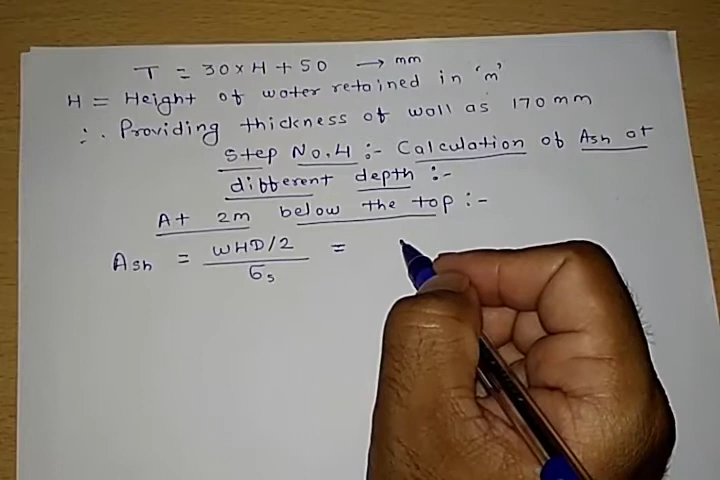 T = 30 x H + 50 → mm
H = Height of water retained in 'm'
∴ Providing thickness of wall as 170 mm
Step No.4 :- Calculation of Ash at
different depth :-
At 2m below the top :-
Ash = WHD/2 / 6s =